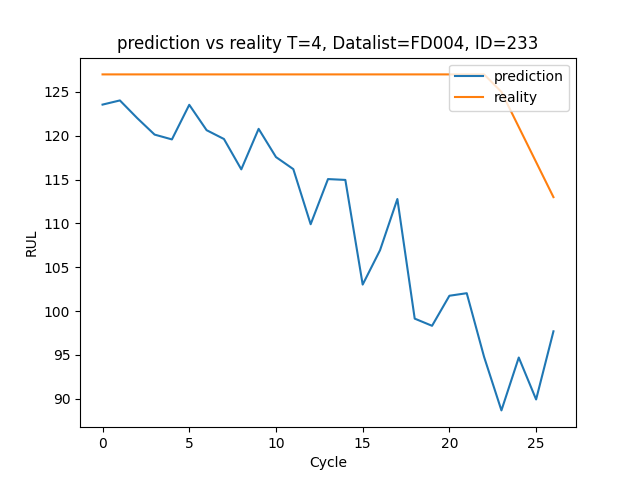 prediction vs reality T=4, Datalist=FD004, ID=233
prediction
reality
125
120
115
110
105
100
95
90
RUL
0 5 10 15 20 25
Cycle